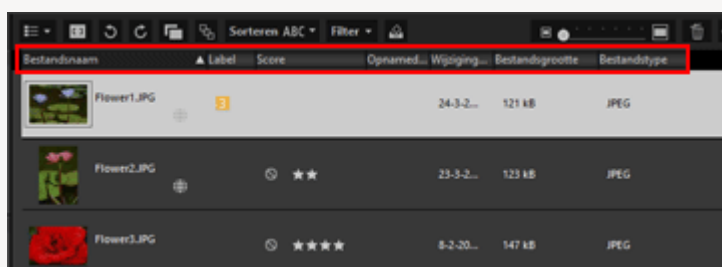 Sorteren ABC Filter
Bestandsnaam Label Score Opnamed... Wijziging... Bestandsgrootte Bestandstype
Flower1.JPG 3 24-3-2... 121 kB JPEG
Flower2.JPG 23-3-2... 123 kB JPEG
Flower3.JPG 8-2-20... 147 kB JPEG